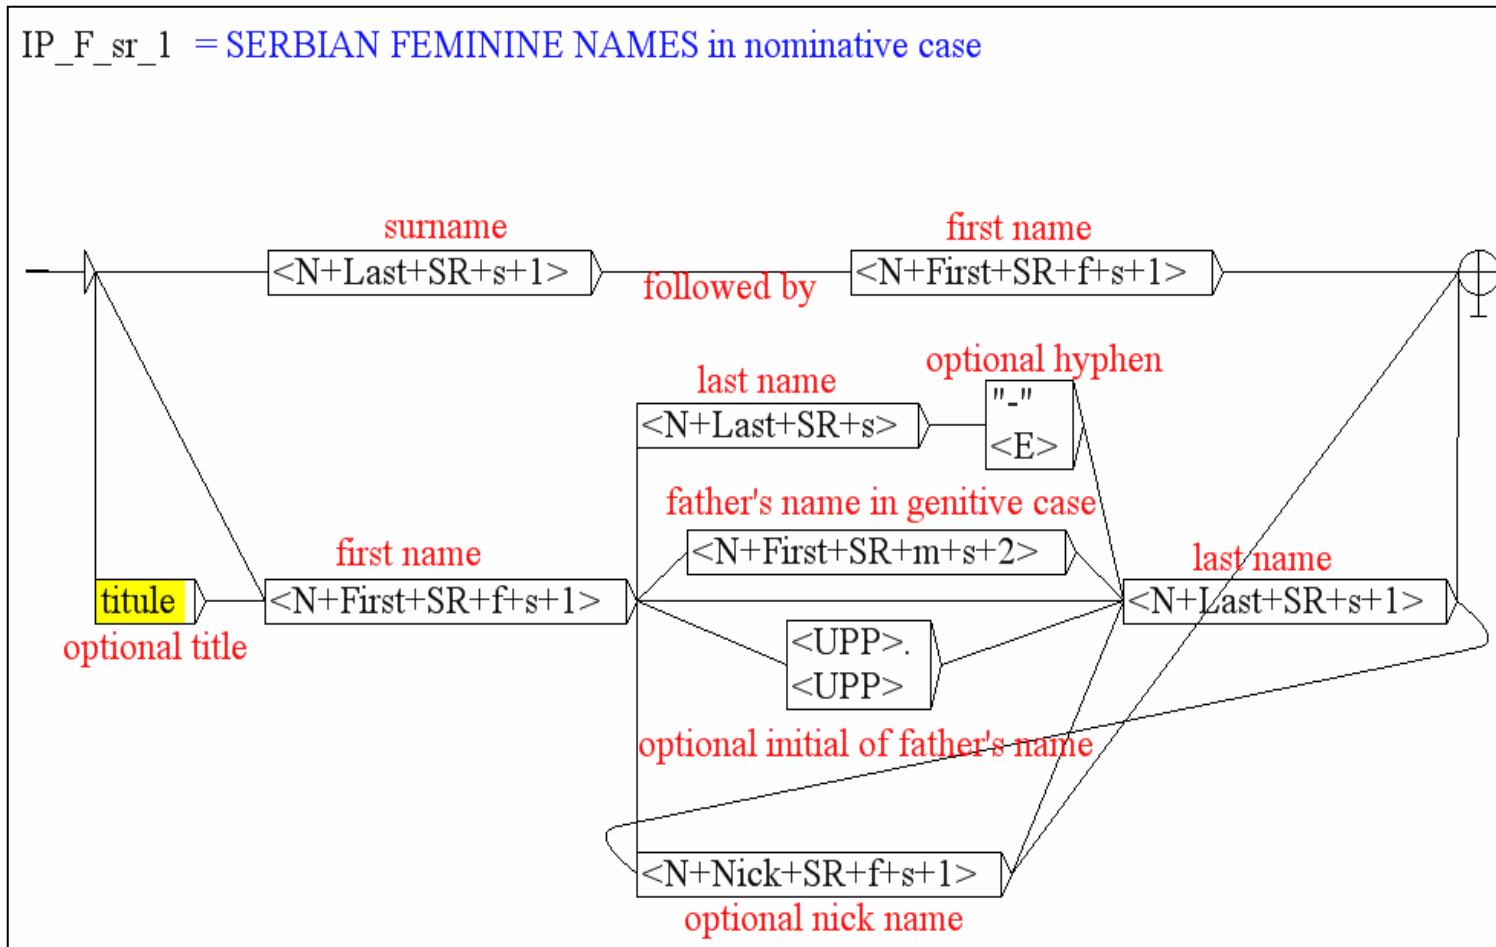 IP_F_sr_1 = SERBIAN FEMININE NAMES in nominative case
surname
first name
<N+Last+SR+s+1>
followed by
<N+First+SR+f+s+1>
optional hyphen
last name
"-"
<N+Last+SR+s>
<E>
father's name in genitive case
<N+First+SR+m+s+2>
first name
last name
titule
<N+First+SR+f+s+1>
<N+Last+SR+s+1>
optional title
<UPP>.
<UPP>
optional initial of father's name
<N+Nick+SR+f+s+1>
optional nick name